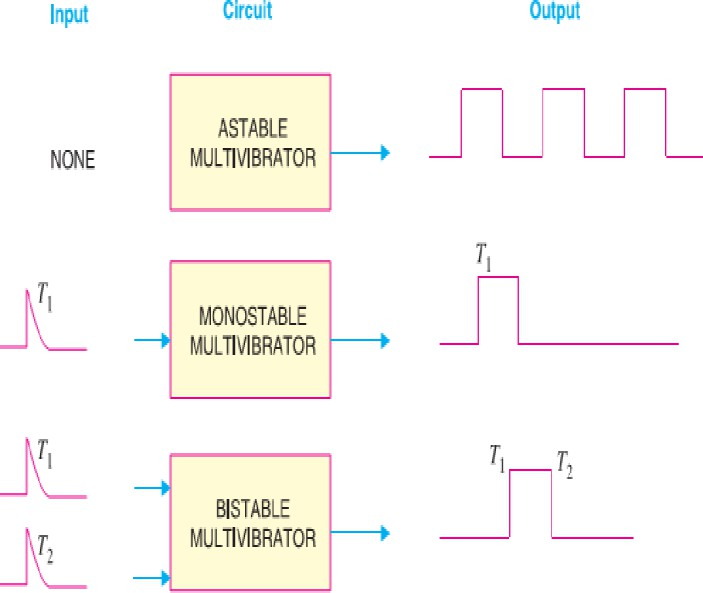 Input Circuit Output
NONE
ASTABLE
MULTIVIBRATOR
T1
MONOSTABLE
MULTIVIBRATOR
T1
T1
T2
BISTABLE
MULTIVIBRATOR
T1 T2